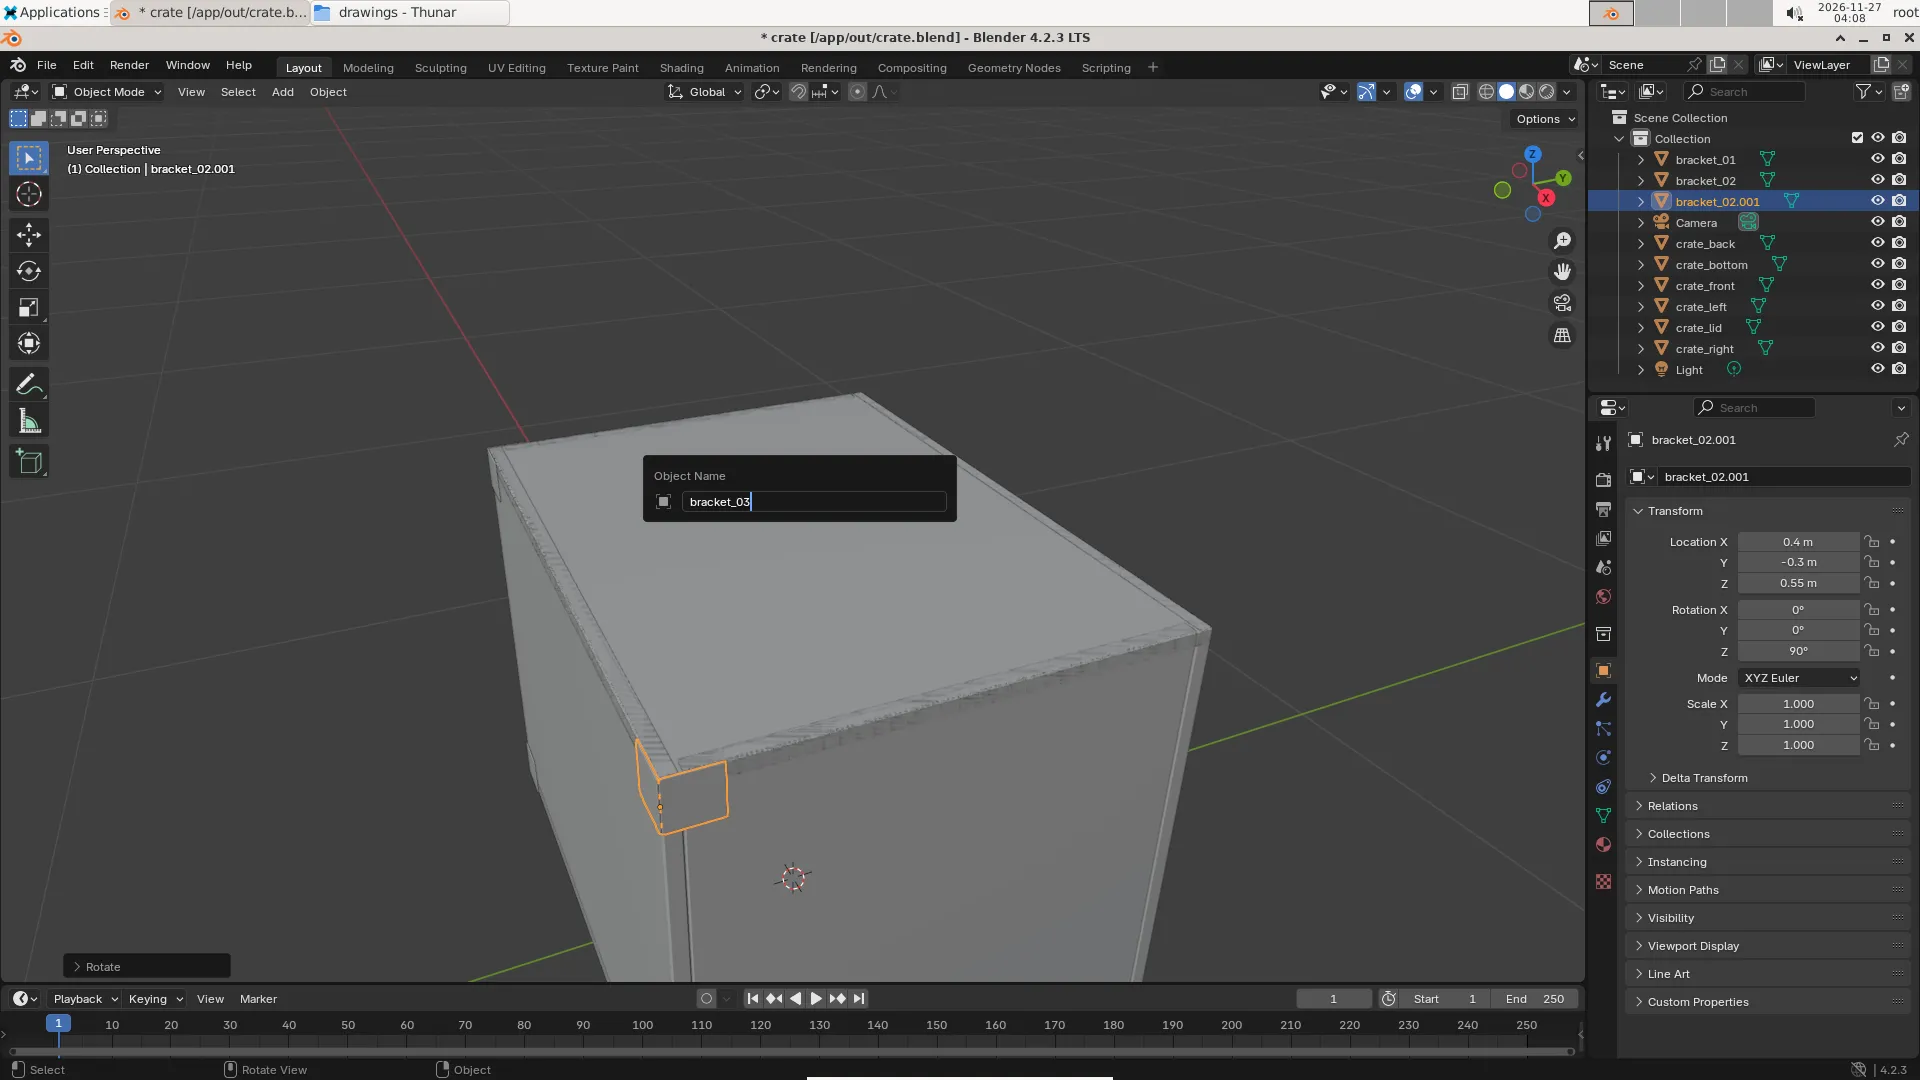 Applications
* crate [/app/out/crate.b...
drawings - Thunar
2026-11-27
04:08
root
* crate [/app/out/crate.blend] - Blender 4.2.3 LTS
File Edit Render Window Help
Layout Modeling Sculpting UV Editing Texture Paint Shading Animation Rendering Compositing Geometry Nodes Scripting
Scene
ViewLayer
Object Mode
View Select Add Object
Global
Search
Options
User Perspective
(1) Collection | bracket_02.001
Z
Y
X
Scene Collection
Collection
bracket_01
bracket_02
bracket_02.001
Camera
crate_back
crate_bottom
crate_front
crate_left
crate_lid
crate_right
Light
Object Name
bracket_03
Search
bracket_02.001
bracket_02.001
Transform
Location X 0.4 m
Y -0.3 m
Z 0.55 m
Rotation X 0°
Y 0°
Z 90°
Mode XYZ Euler
Scale X 1.000
Y 1.000
Z 1.000
Delta Transform
Relations
Collections
Instancing
Motion Paths
Visibility
Viewport Display
Line Art
Custom Properties
Rotate
Playback Keying View Marker
1
Start 1
End 250
1 10 20 30 40 50 60 70 80 90 100 110 120 130 140 150 160 170 180 190 200 210 220 230 240 250
Select
Rotate View
Object
4.2.3